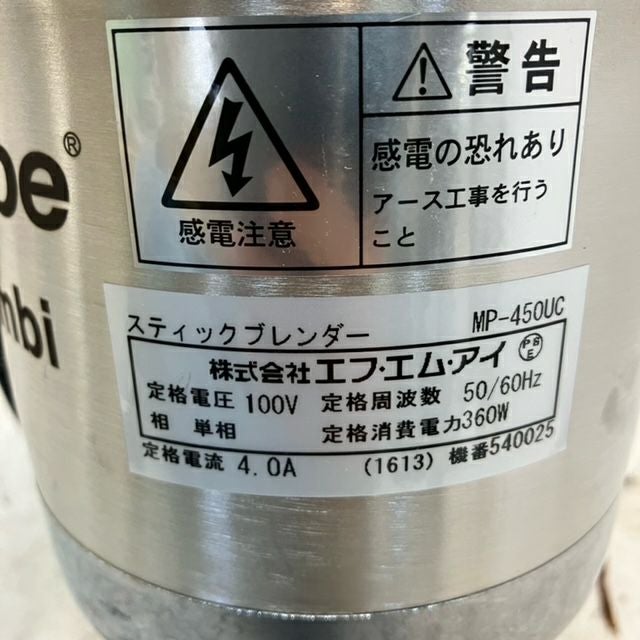 警告
感電の恐れあり
アース工事を行う
こと
感電注意
be®
mbi
スティックブレンダー MP-450UC
株式会社エフ・エム・アイ PSE
定格電圧 100V 定格周波数 50/60Hz
相 単相 定格消費電力360W
定格電流 4.0A (1613) 機番540025